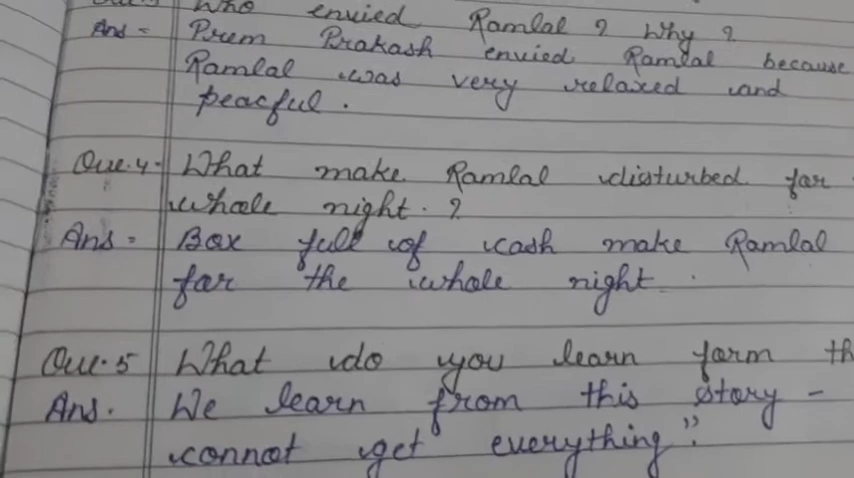 Who envied Ramlal ? Why ?
Ans = Prem Prakash envied Ramlal because
Ramlal was very relaxed and
peacful .
Que.4- What make Ramlal disturbed for
whole night . ?
Ans = Box full of cash make Ramlal
for the whole night .
Que.5 What do you learn form th
Ans. We learn from this story -
connot get everything".